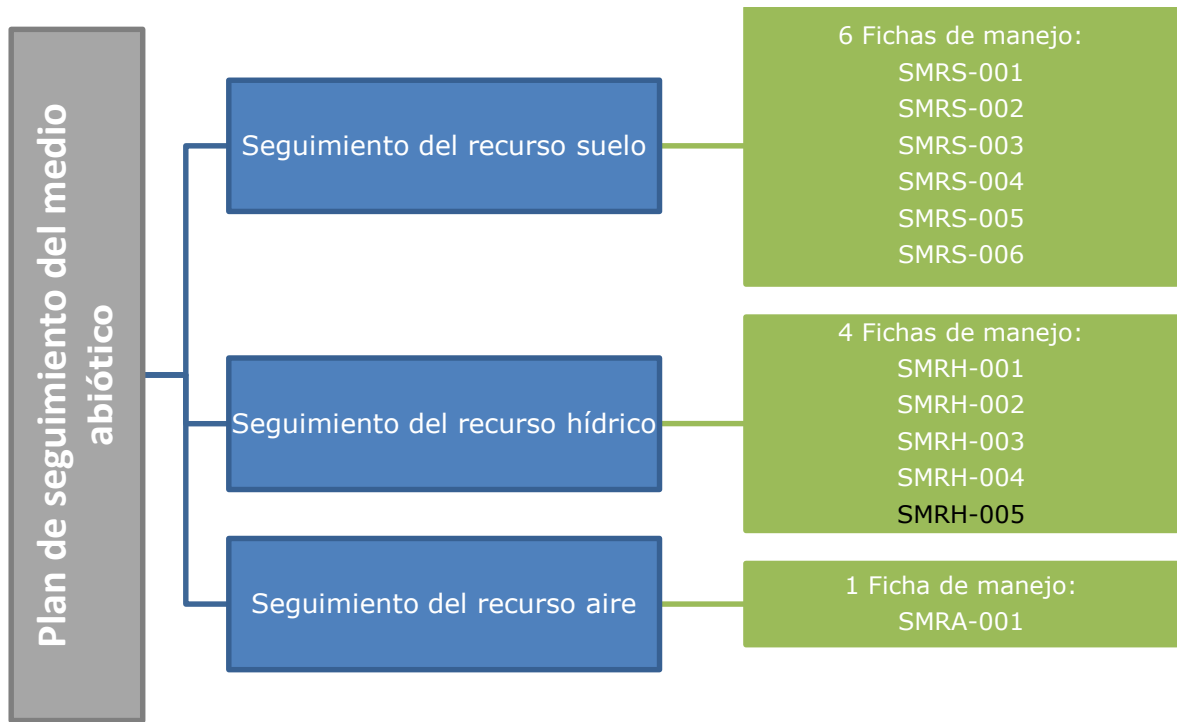 Plan de seguimiento del medio
abiótico
Seguimiento del recurso suelo
6 Fichas de manejo:
SMRS-001
SMRS-002
SMRS-003
SMRS-004
SMRS-005
SMRS-006
Seguimiento del recurso hídrico
4 Fichas de manejo:
SMRH-001
SMRH-002
SMRH-003
SMRH-004
SMRH-005
Seguimiento del recurso aire
1 Ficha de manejo:
SMRA-001